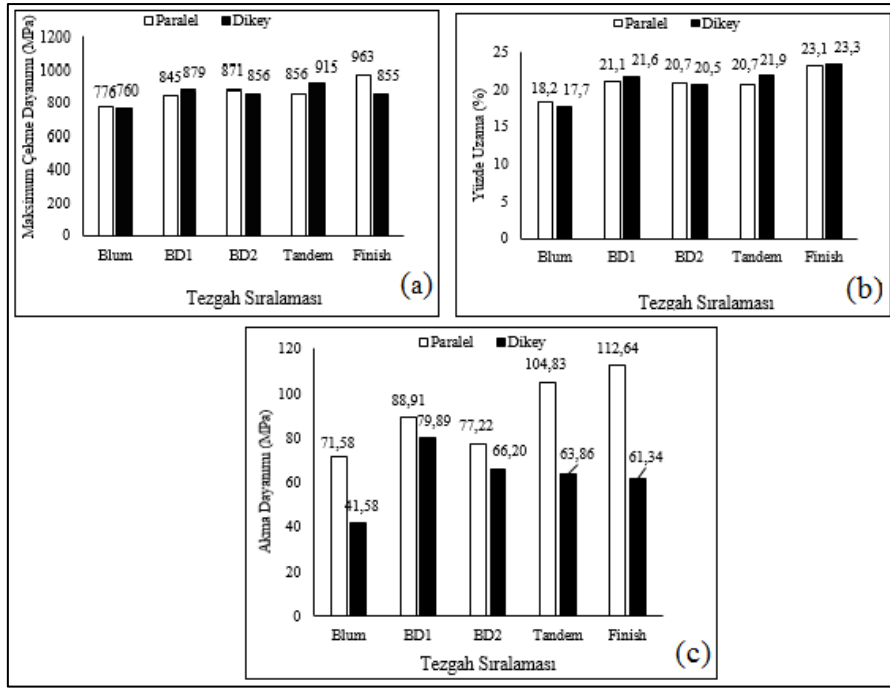 Paralel Dikey
Maksimum Çekme Dayanımı (MPa)
1200
1000
800
600
400
200
0
776 760
845 879
871 856
856 915
963 855
Blum BD1 BD2 Tandem Finish
Tezgah Sıralaması
(a)
Paralel Dikey
Yüzde Uzama (%)
25
20
15
10
5
0
18,2 17,7
21,1 21,6
20,7 20,5
20,7 21,9
23,1 23,3
Blum BD1 BD2 Tandem Finish
Tezgah Sıralaması
(b)
Paralel Dikey
Akma Dayanımı (MPa)
120
100
80
60
40
20
0
71,58 41,58
88,91 79,89
77,22 66,20
104,83 63,86
112,64 61,34
Blum BD1 BD2 Tandem Finish
Tezgah Sıralaması
(c)